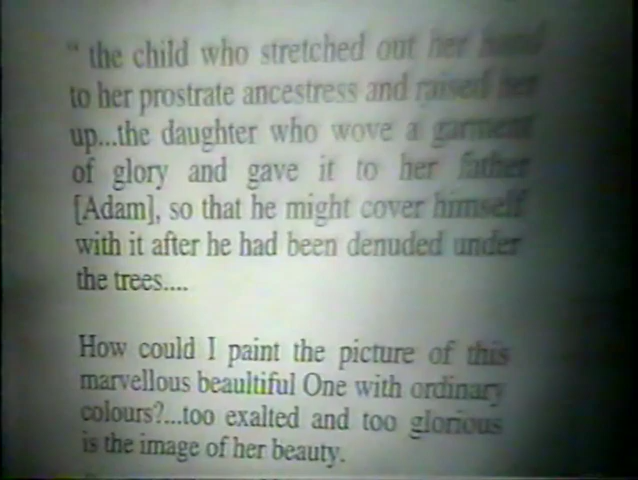 " the child who stretched out her hand
to her prostrate ancestress and raised her
up...the daughter who wove a garment
of glory and gave it to her father
[Adam], so that he might cover himself
with it after he had been denuded under
the trees....
How could I paint the picture of this
marvellous beaultiful One with ordinary
colours?...too exalted and too glorious
is the image of her beauty.